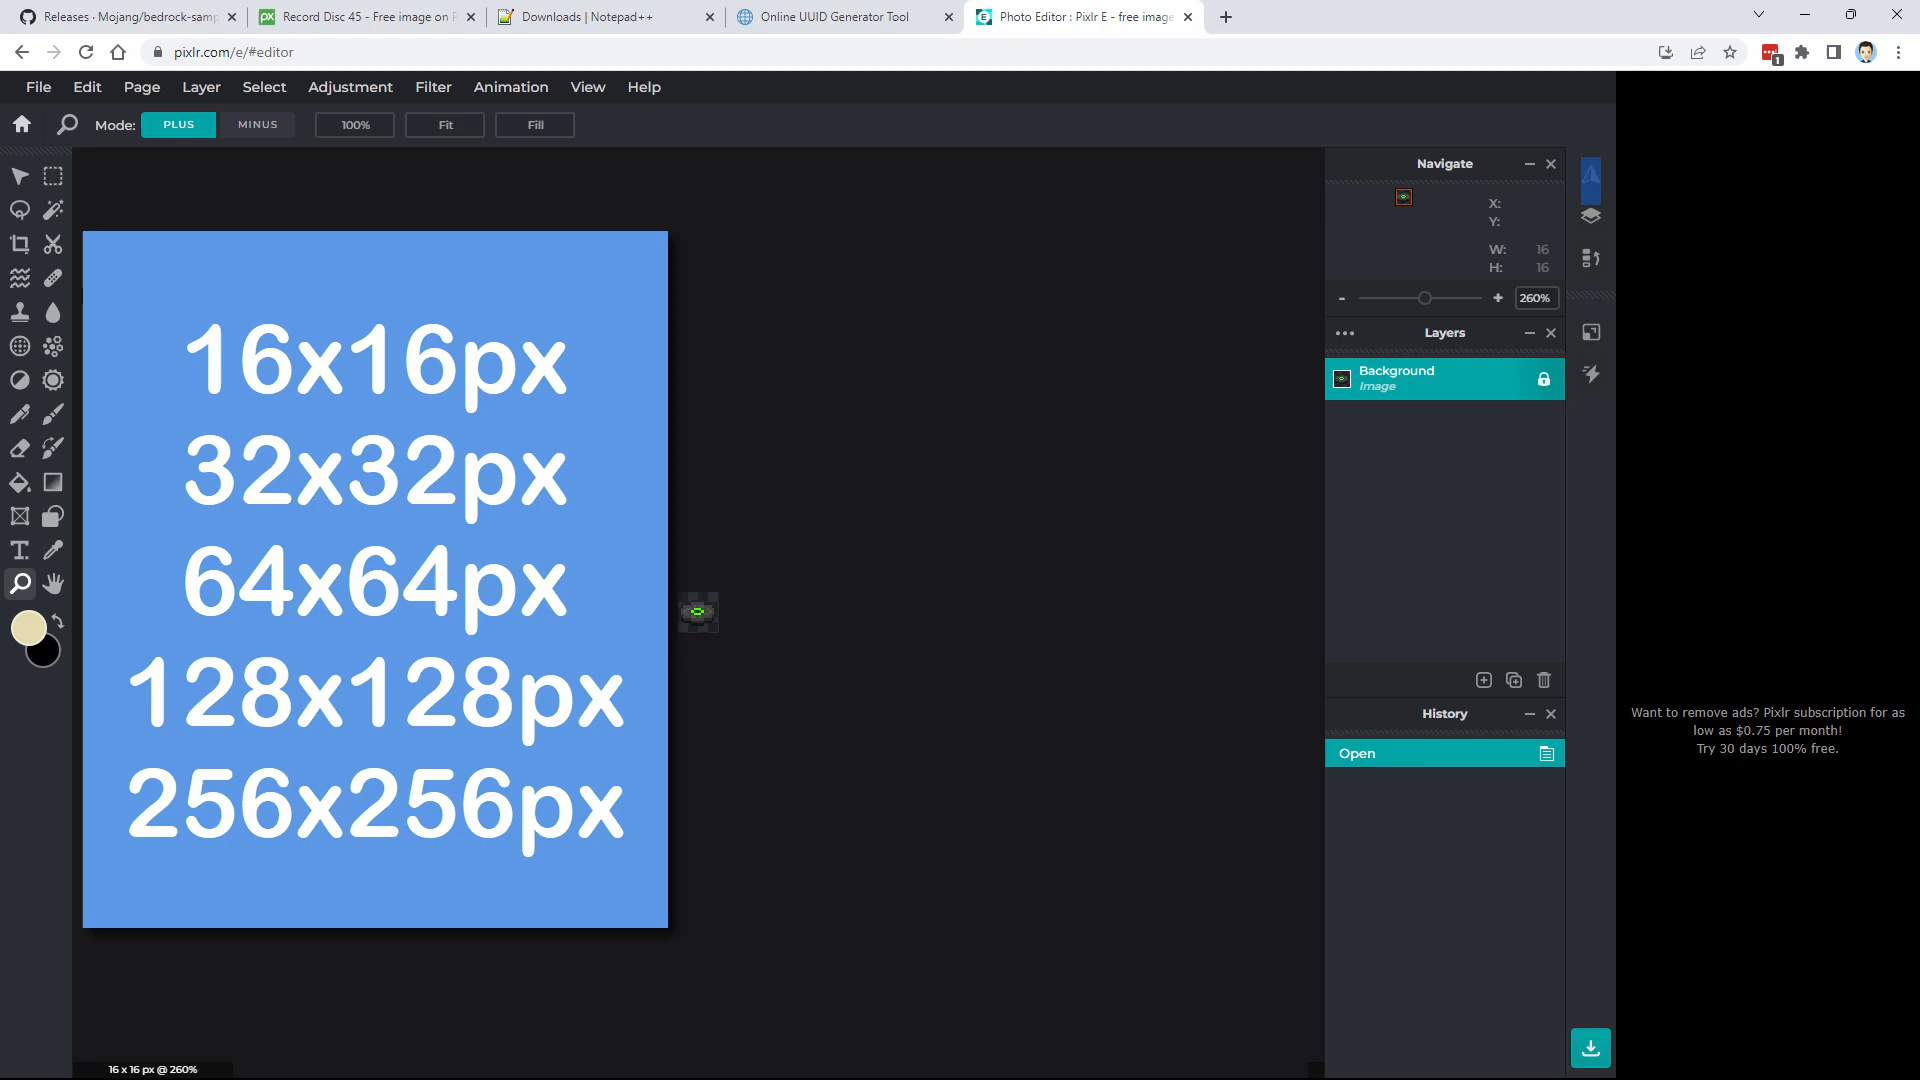 Releases · Mojang/bedrock-samp
Record Disc 45 - Free image on P
Downloads | Notepad++
Online UUID Generator Tool
Photo Editor : Pixlr E - free image
pixlr.com/e/#editor
1
File Edit Page Layer Select Adjustment Filter Animation View Help
Mode: PLUS MINUS 100% Fit Fill
Navigate
X:
Y:
W: 16
H: 16
- + 260%
Layers
Background
Image
History
Open
16x16px
32x32px
64x64px
128x128px
256x256px
Want to remove ads? Pixlr subscription for as
low as $0.75 per month!
Try 30 days 100% free.
16 x 16 px @ 260%